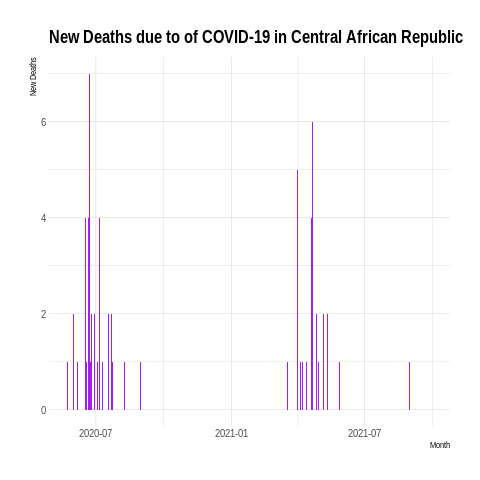 New Deaths due to of COVID-19 in Central African Republic
New Deaths
6
4
2
0
2020-07
2021-01
2021-07
Month